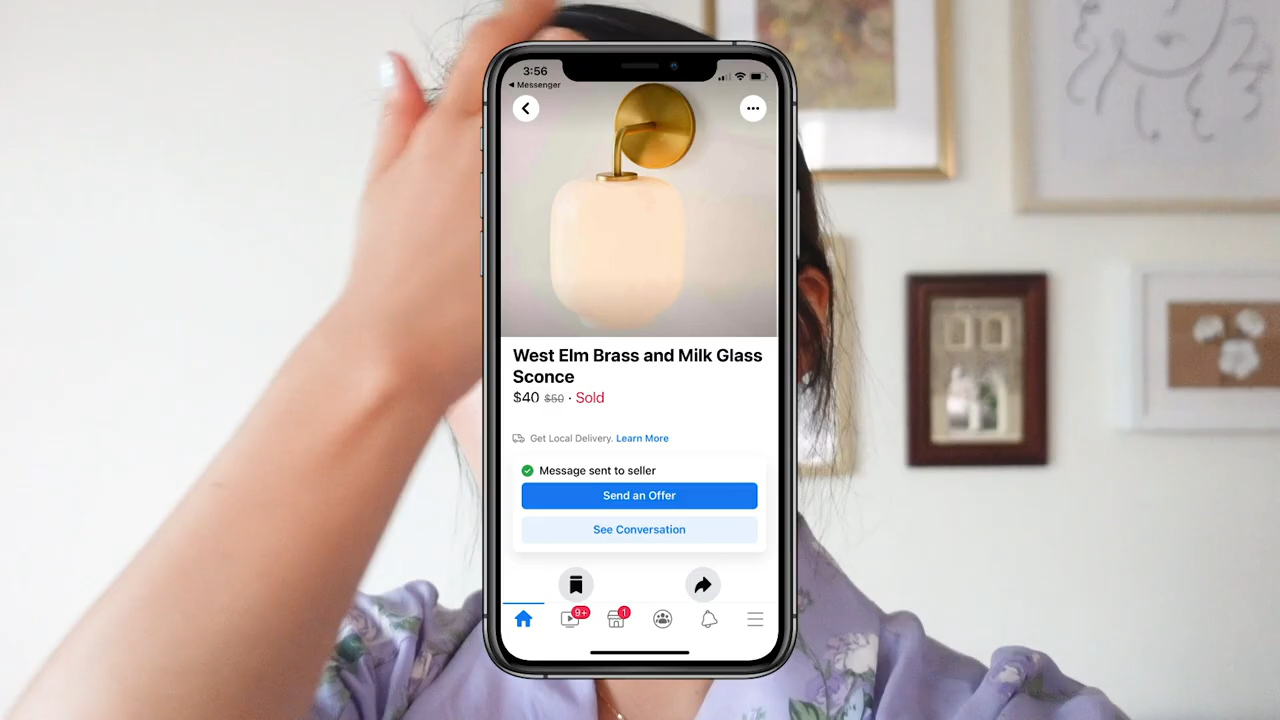 3:56
◀ Messenger
West Elm Brass and Milk Glass
Sconce
$40 $50 · Sold
Get Local Delivery. Learn More
Message sent to seller
Send an Offer
See Conversation
9+
1